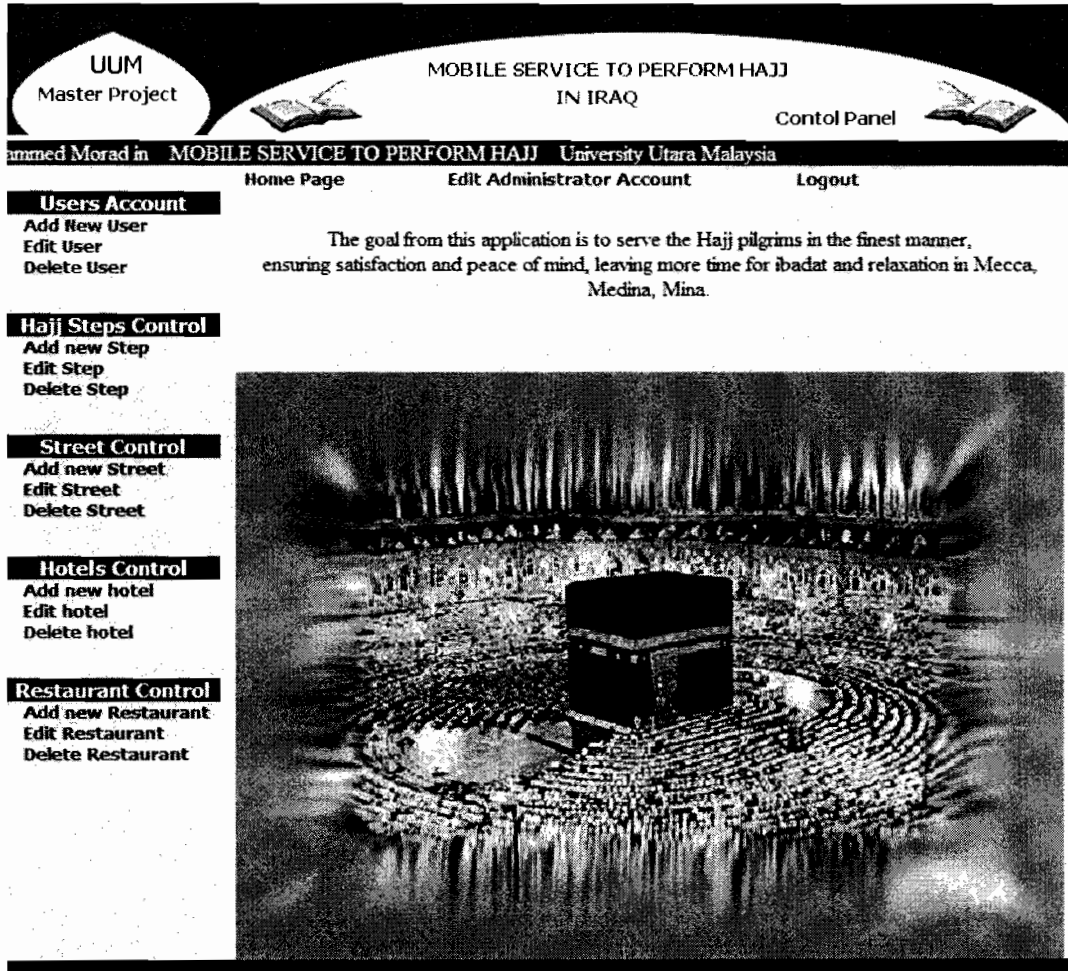 UUM
Master Project
MOBILE SERVICE TO PERFORM HAJJ
IN IRAQ
Contol Panel
ammed Morad in MOBILE SERVICE TO PERFORM HAJJ University Utara Malaysia
Home Page Edit Administrator Account Logout
Users Account
Add New User
Edit User
Delete User
The goal from this application is to serve the Hajj pilgrims in the finest manner,
ensuring satisfaction and peace of mind, leaving more time for ibadat and relaxation in Mecca,
Medina, Mina.
Hajj Steps Control
Add new Step
Edit Step
Delete Step
Street Control
Add new Street
Edit Street
Delete Street
Hotels Control
Add new hotel
Edit hotel
Delete hotel
Restaurant Control
Add new Restaurant
Edit Restaurant
Delete Restaurant